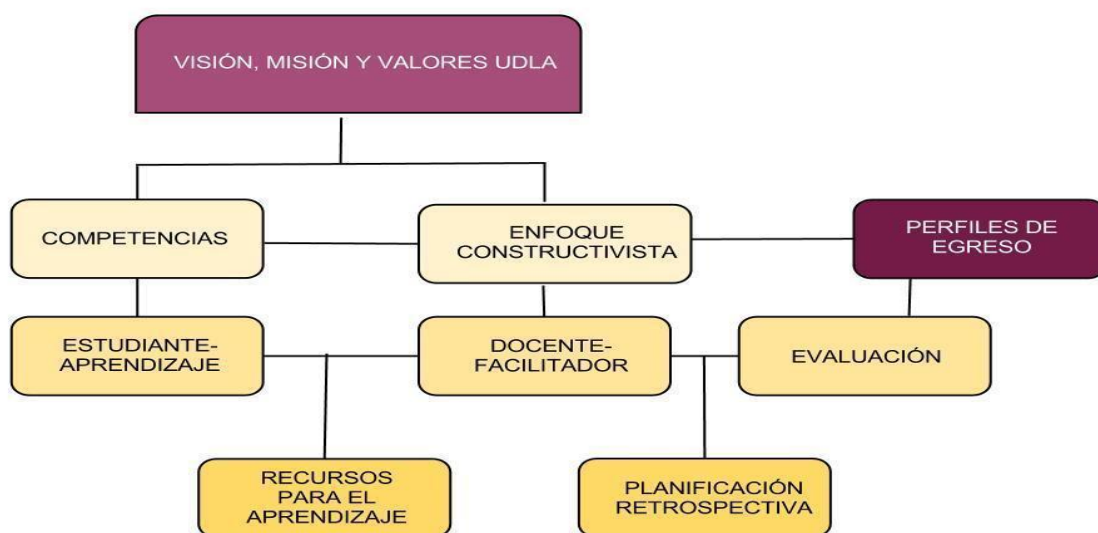 VISIÓN, MISIÓN Y VALORES UDLA
COMPETENCIAS
ENFOQUE
CONSTRUCTIVISTA
PERFILES DE
EGRESO
ESTUDIANTE-
APRENDIZAJE
DOCENTE-
FACILITADOR
EVALUACIÓN
RECURSOS
PARA EL
APRENDIZAJE
PLANIFICACIÓN
RETROSPECTIVA